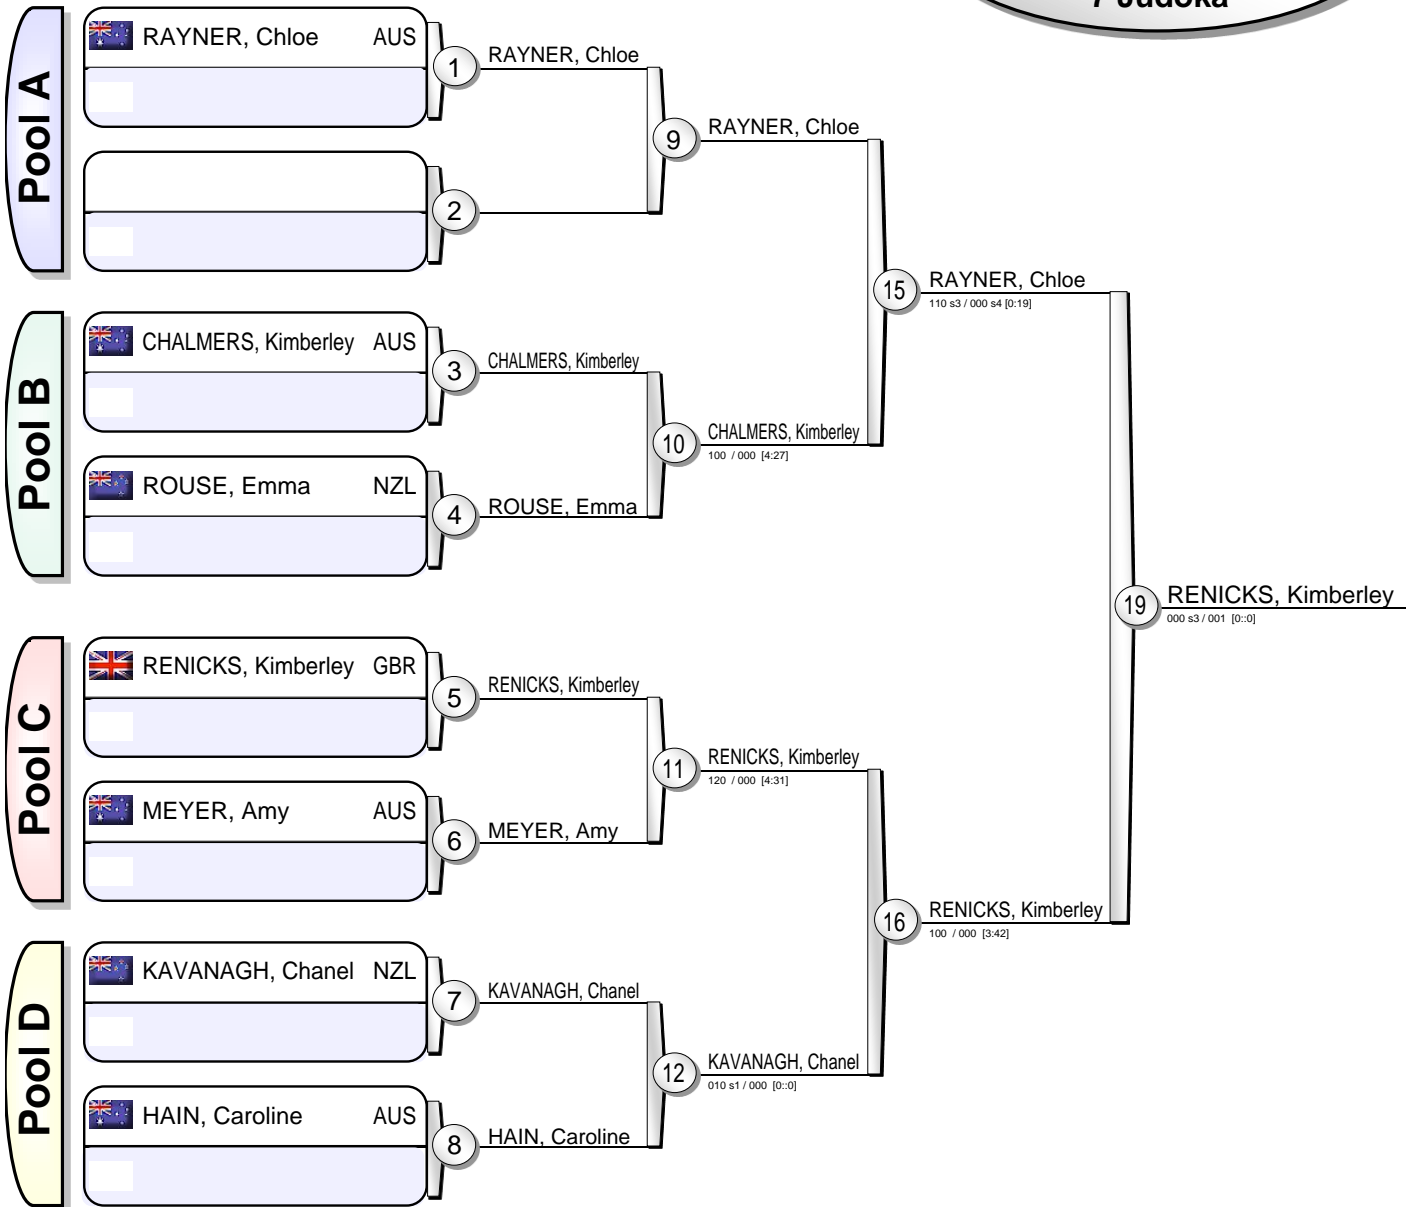 7 Judoka
Pool A
RAYNER, Chloe AUS
1
RAYNER, Chloe
2
9
RAYNER, Chloe
Pool B
CHALMERS, Kimberley AUS
3
CHALMERS, Kimberley
ROUSE, Emma NZL
4
ROUSE, Emma
10
CHALMERS, Kimberley
100 / 000 [4:27]
15
RAYNER, Chloe
110 s3 / 000 s4 [0:19]
Pool C
RENICKS, Kimberley GBR
5
RENICKS, Kimberley
MEYER, Amy AUS
6
MEYER, Amy
11
RENICKS, Kimberley
120 / 000 [4:31]
Pool D
KAVANAGH, Chanel NZL
7
KAVANAGH, Chanel
HAIN, Caroline AUS
8
HAIN, Caroline
12
KAVANAGH, Chanel
010 s1 / 000 [0::0]
16
RENICKS, Kimberley
100 / 000 [3:42]
19
RENICKS, Kimberley
000 s3 / 001 [0::0]